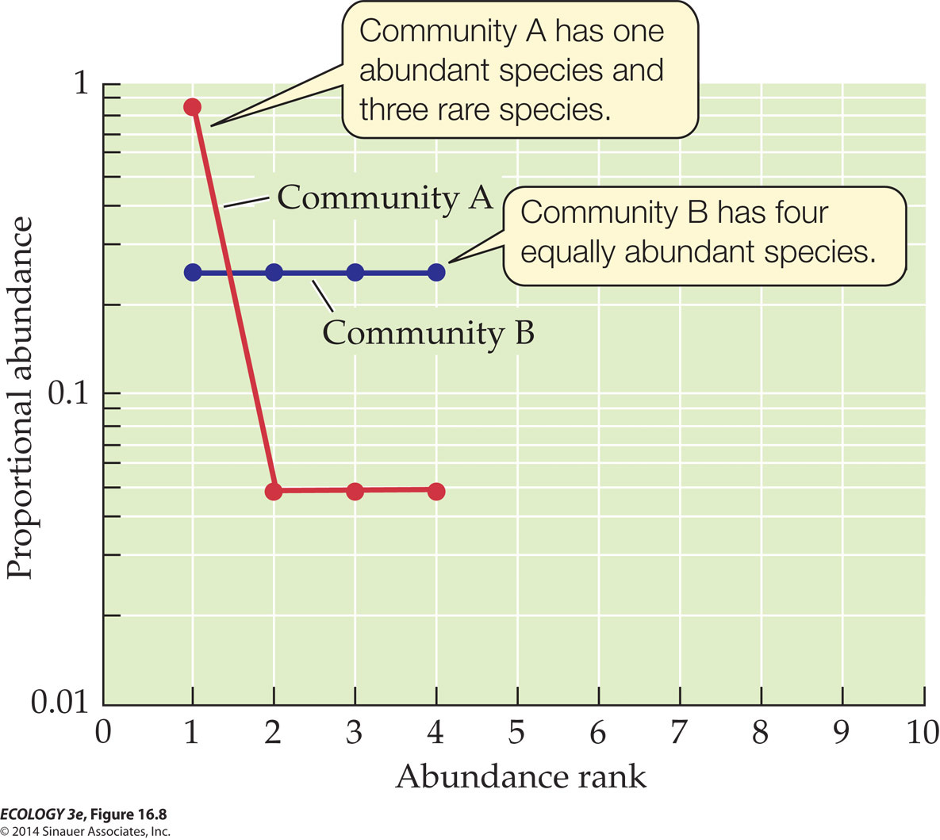 Community A has one
abundant species and
three rare species.
1
Community A
Community B has four
equally abundant species.
Community B
Proportional abundance
0.1
0.01
0 1 2 3 4 5 6 7 8 9 10
Abundance rank
ECOLOGY 3e, Figure 16.8
© 2014 Sinauer Associates, Inc.